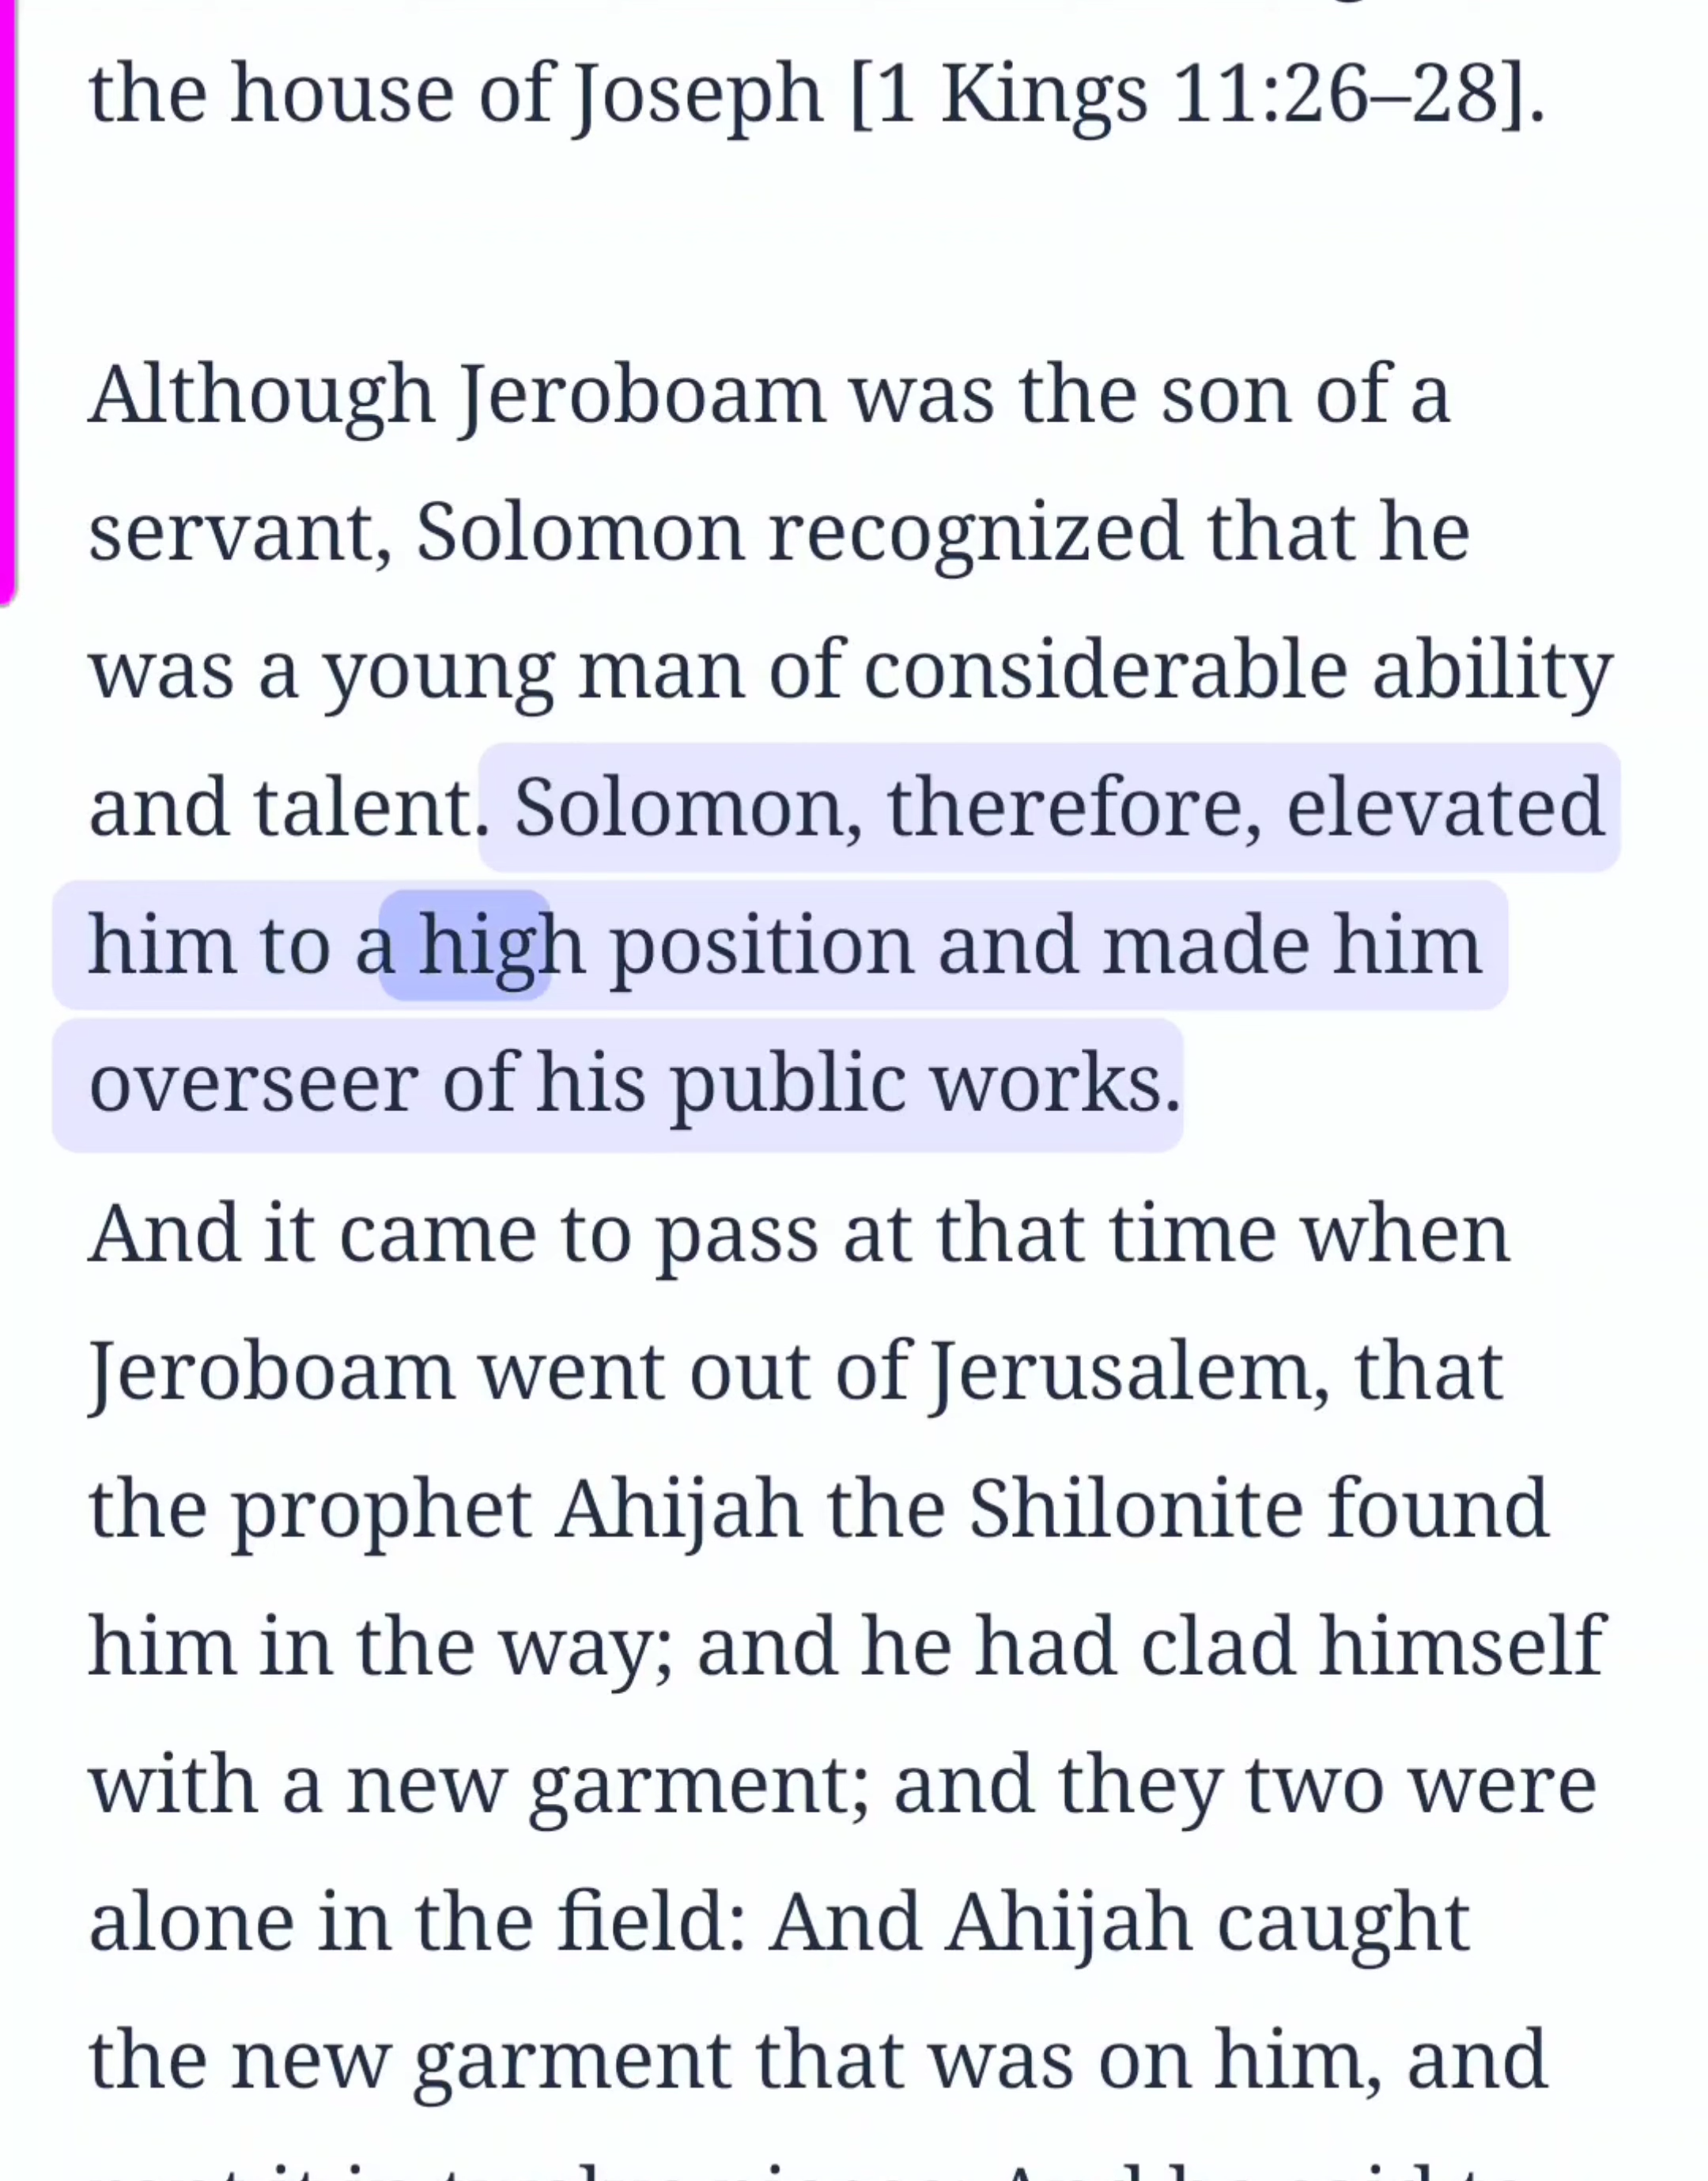 the house of Joseph [1 Kings 11:26–28].
Although Jeroboam was the son of a
servant, Solomon recognized that he
was a young man of considerable ability
and talent. Solomon, therefore, elevated
him to a high position and made him
overseer of his public works.
And it came to pass at that time when
Jeroboam went out of Jerusalem, that
the prophet Ahijah the Shilonite found
him in the way; and he had clad himself
with a new garment; and they two were
alone in the field: And Ahijah caught
the new garment that was on him, and